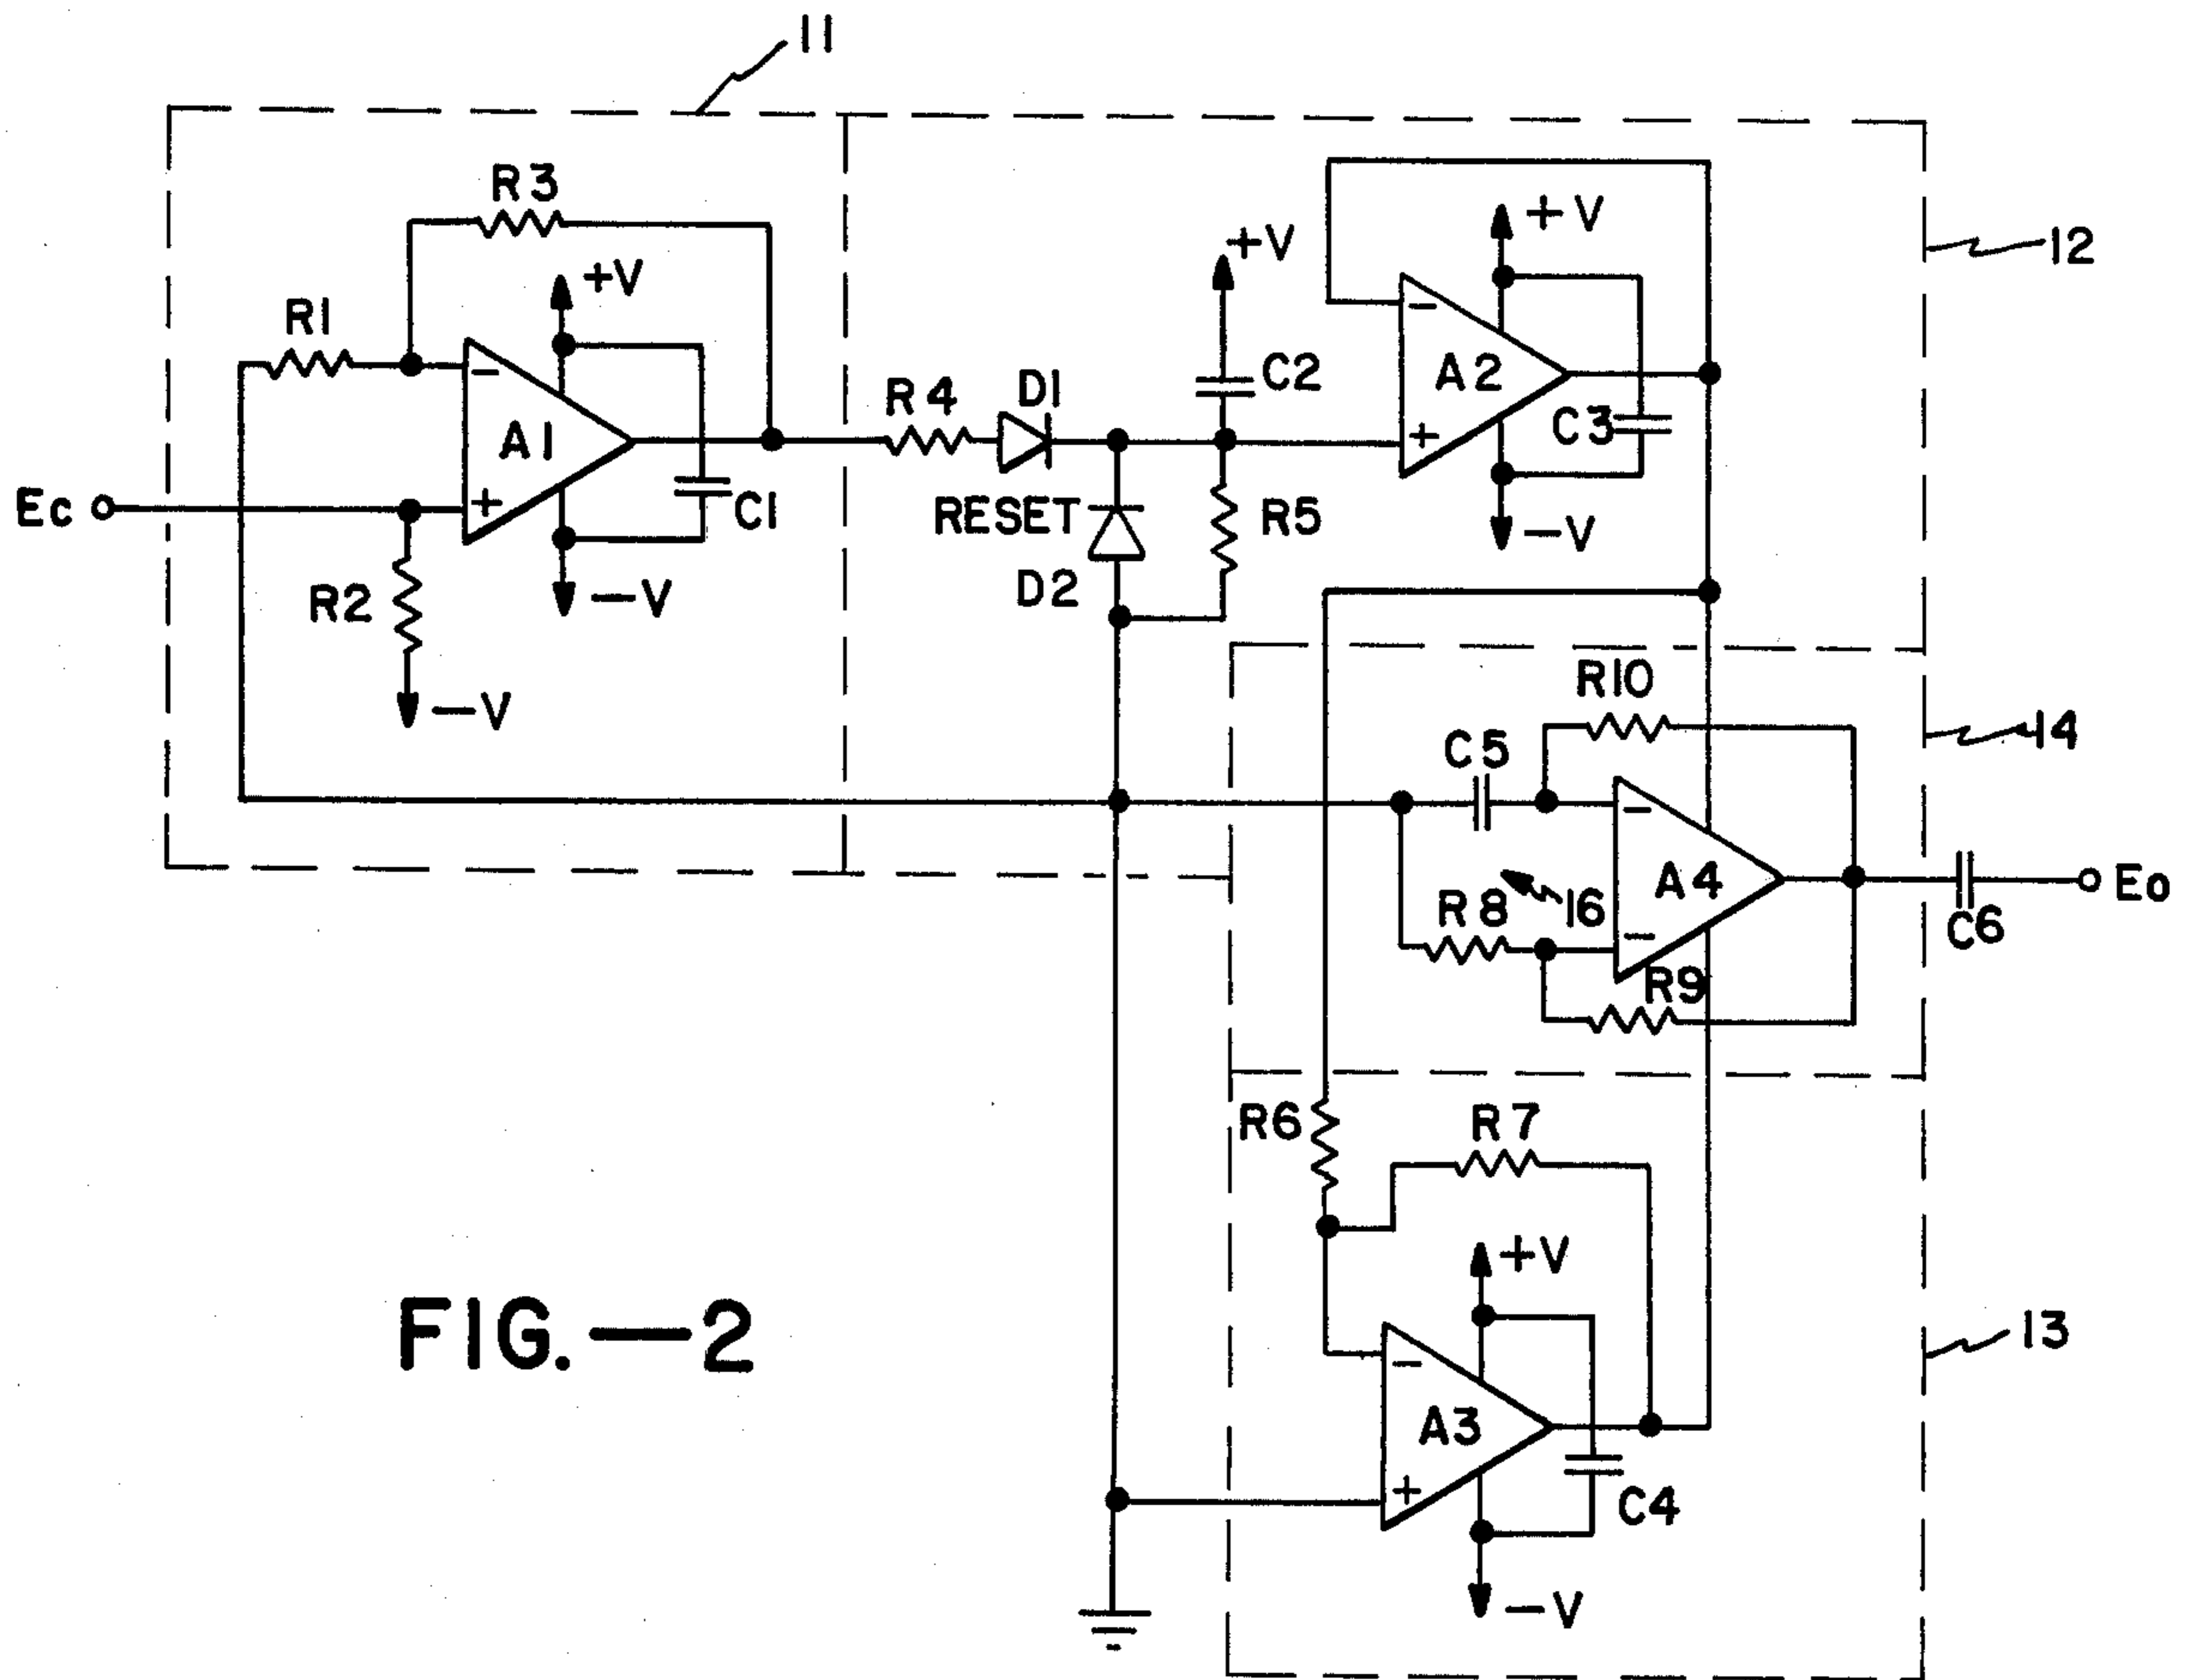 11
R3
+V
12
+V
+V
R1
A2
C2
D1
R4
A1
C3
Ec
C1
RESET
R5
-V
R2
-V
D2
-V
R10
14
C5
A4
Eo
R8
16
C6
R9
R6
R7
+V
FIG.-2
13
A3
C4
-V